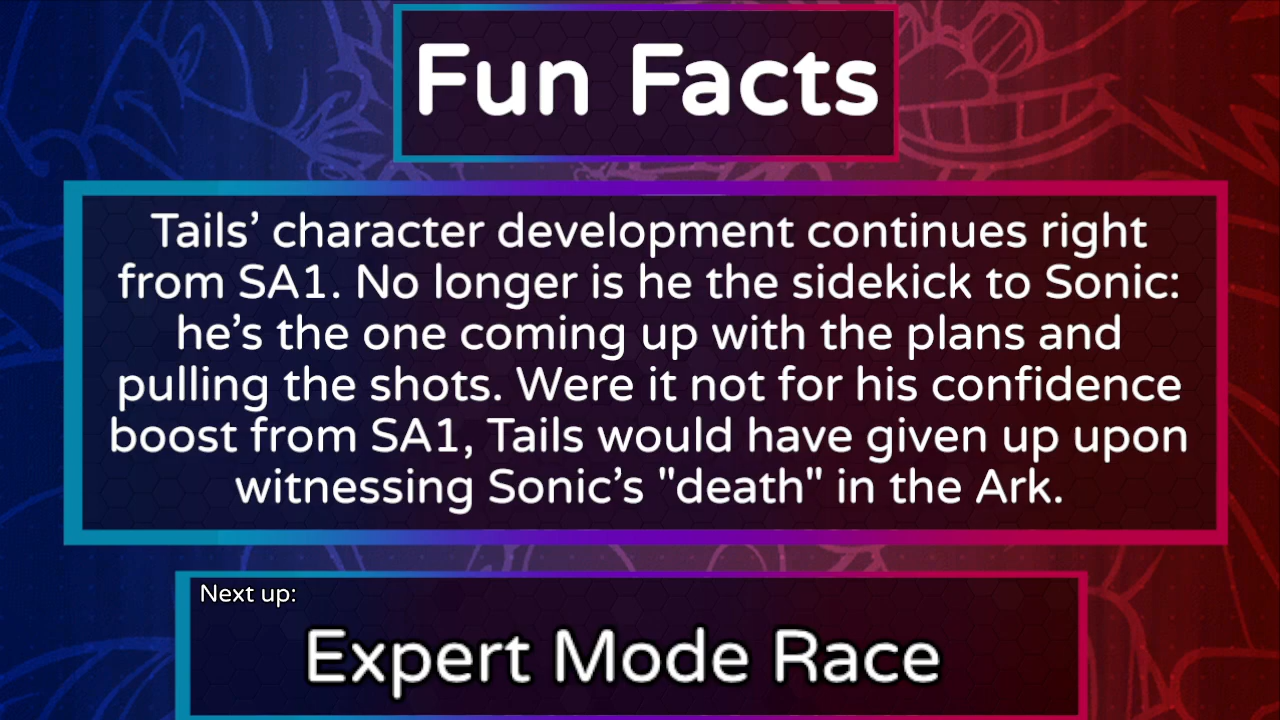 Fun Facts
Tails’ character development continues right
from SA1. No longer is he the sidekick to Sonic:
he’s the one coming up with the plans and
pulling the shots. Were it not for his confidence
boost from SA1, Tails would have given up upon
witnessing Sonic’s "death" in the Ark.
Next up:
Expert Mode Race